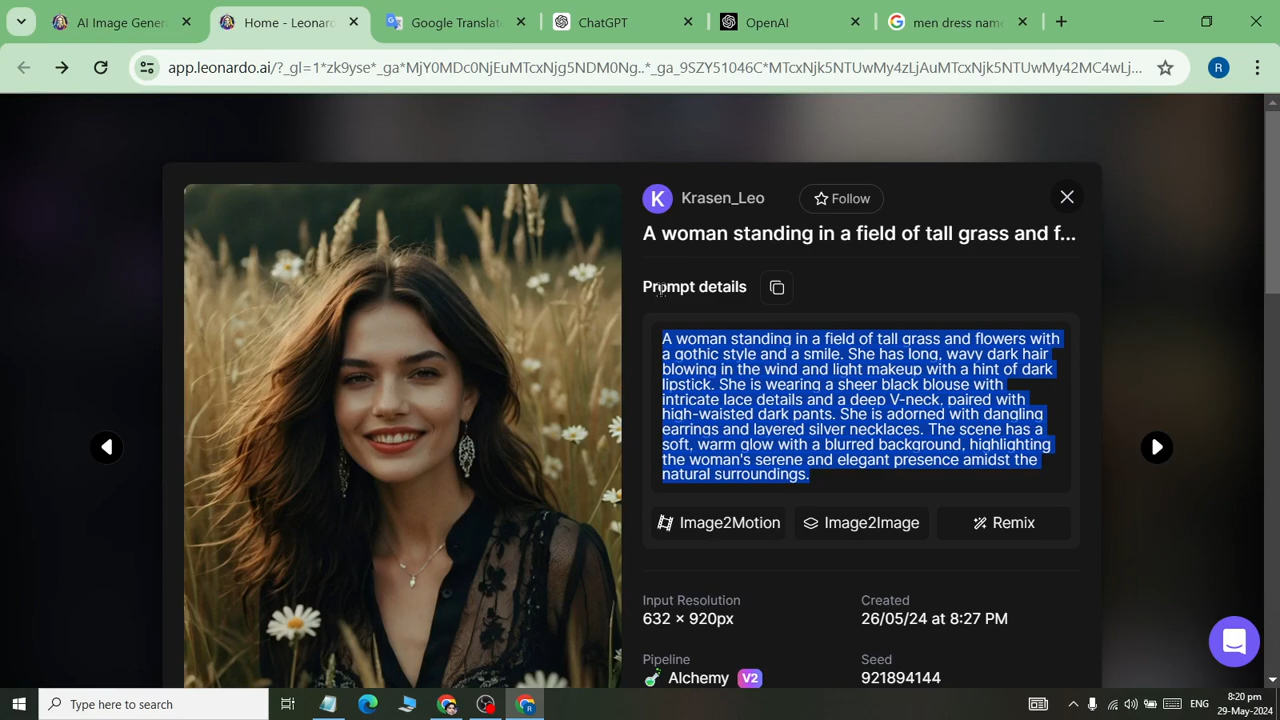 AI Image Gener
Home - Leonard
Google Translat
ChatGPT
OpenAI
men dress name
app.leonardo.ai/?_gl=1*zk9yse*_ga*MjY0MDc0NjEuMTcxNjg5NDM0Ng..*_ga_9SZY51046C*MTcxNjk5NTUwMy4zLjAuMTcxNjk5NTUwMy42MC4wLj...
R
K Krasen_Leo Follow
A woman standing in a field of tall grass and f...
Prompt details
A woman standing in a field of tall grass and flowers with
a gothic style and a smile. She has long, wavy dark hair
blowing in the wind and light makeup with a hint of dark
lipstick. She is wearing a sheer black blouse with
intricate lace details and a deep V-neck, paired with
high-waisted dark pants. She is adorned with dangling
earrings and layered silver necklaces. The scene has a
soft, warm glow with a blurred background, highlighting
the woman's serene and elegant presence amidst the
natural surroundings.
Image2Motion Image2Image Remix
Input Resolution Created
632 × 920px 26/05/24 at 8:27 PM
Pipeline Seed
Alchemy V2 921894144
Type here to search
ENG
8:20 pm
29-May-2024